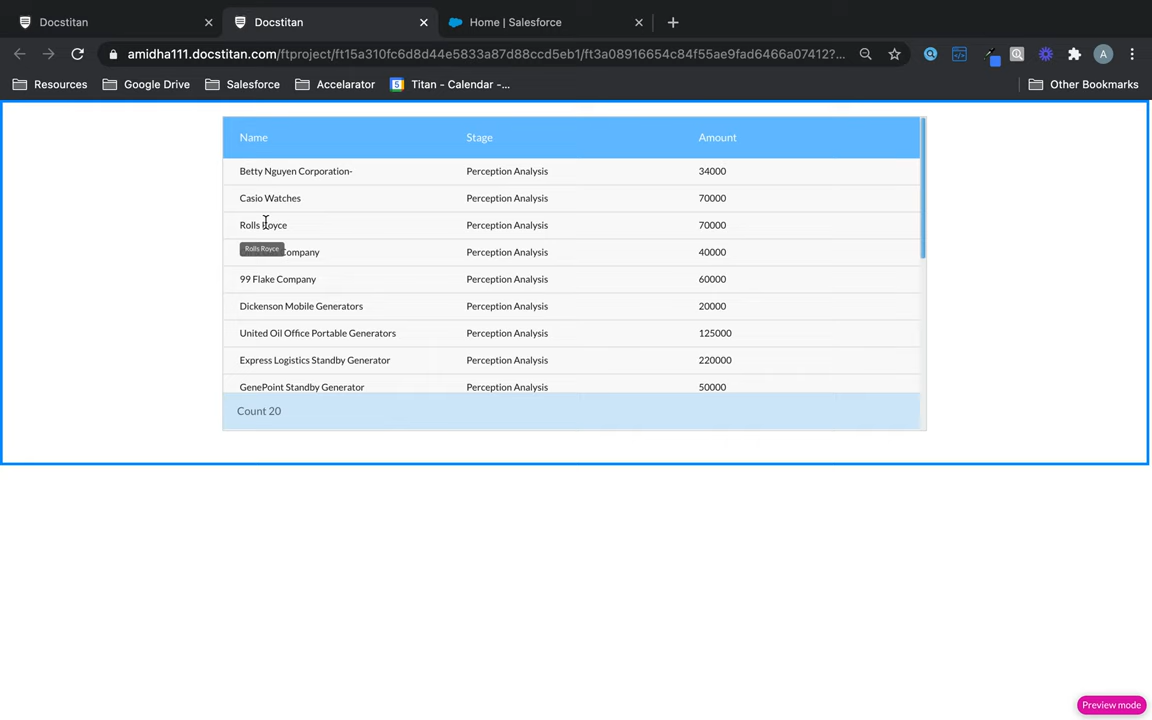 Docstitan
Docstitan
Home | Salesforce
amidha111.docstitan.com/ftproject/ft15a310fc6d8d44e5833a87d88ccd5eb1/ft3a08916654c84f55ae9fad6466a07412?...
A
Resources
Google Drive
Salesforce
Accelarator
5 Titan - Calendar -...
Other Bookmarks
Name Stage Amount
Betty Nguyen Corporation- Perception Analysis 34000
Casio Watches Perception Analysis 70000
Rolls Royce Perception Analysis 70000
Rolls Royce
Company Perception Analysis 40000
99 Flake Company Perception Analysis 60000
Dickenson Mobile Generators Perception Analysis 20000
United Oil Office Portable Generators Perception Analysis 125000
Express Logistics Standby Generator Perception Analysis 220000
GenePoint Standby Generator Perception Analysis 50000
Count 20
Preview mode